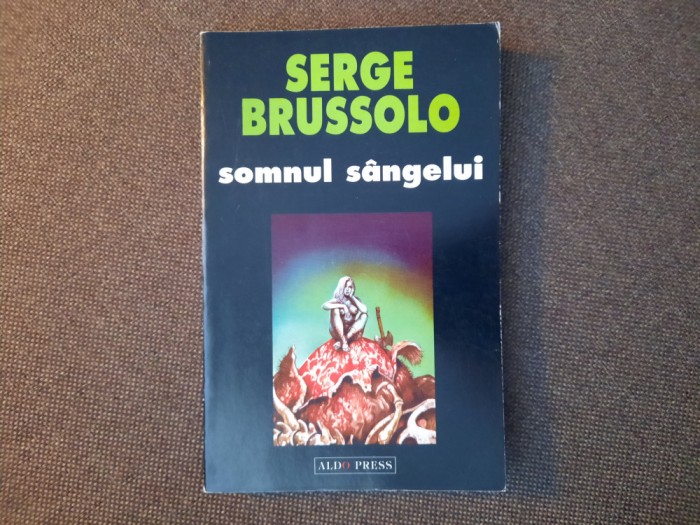 SERGE
BRUSSOLO
somnul sângelui
ALDO PRESS